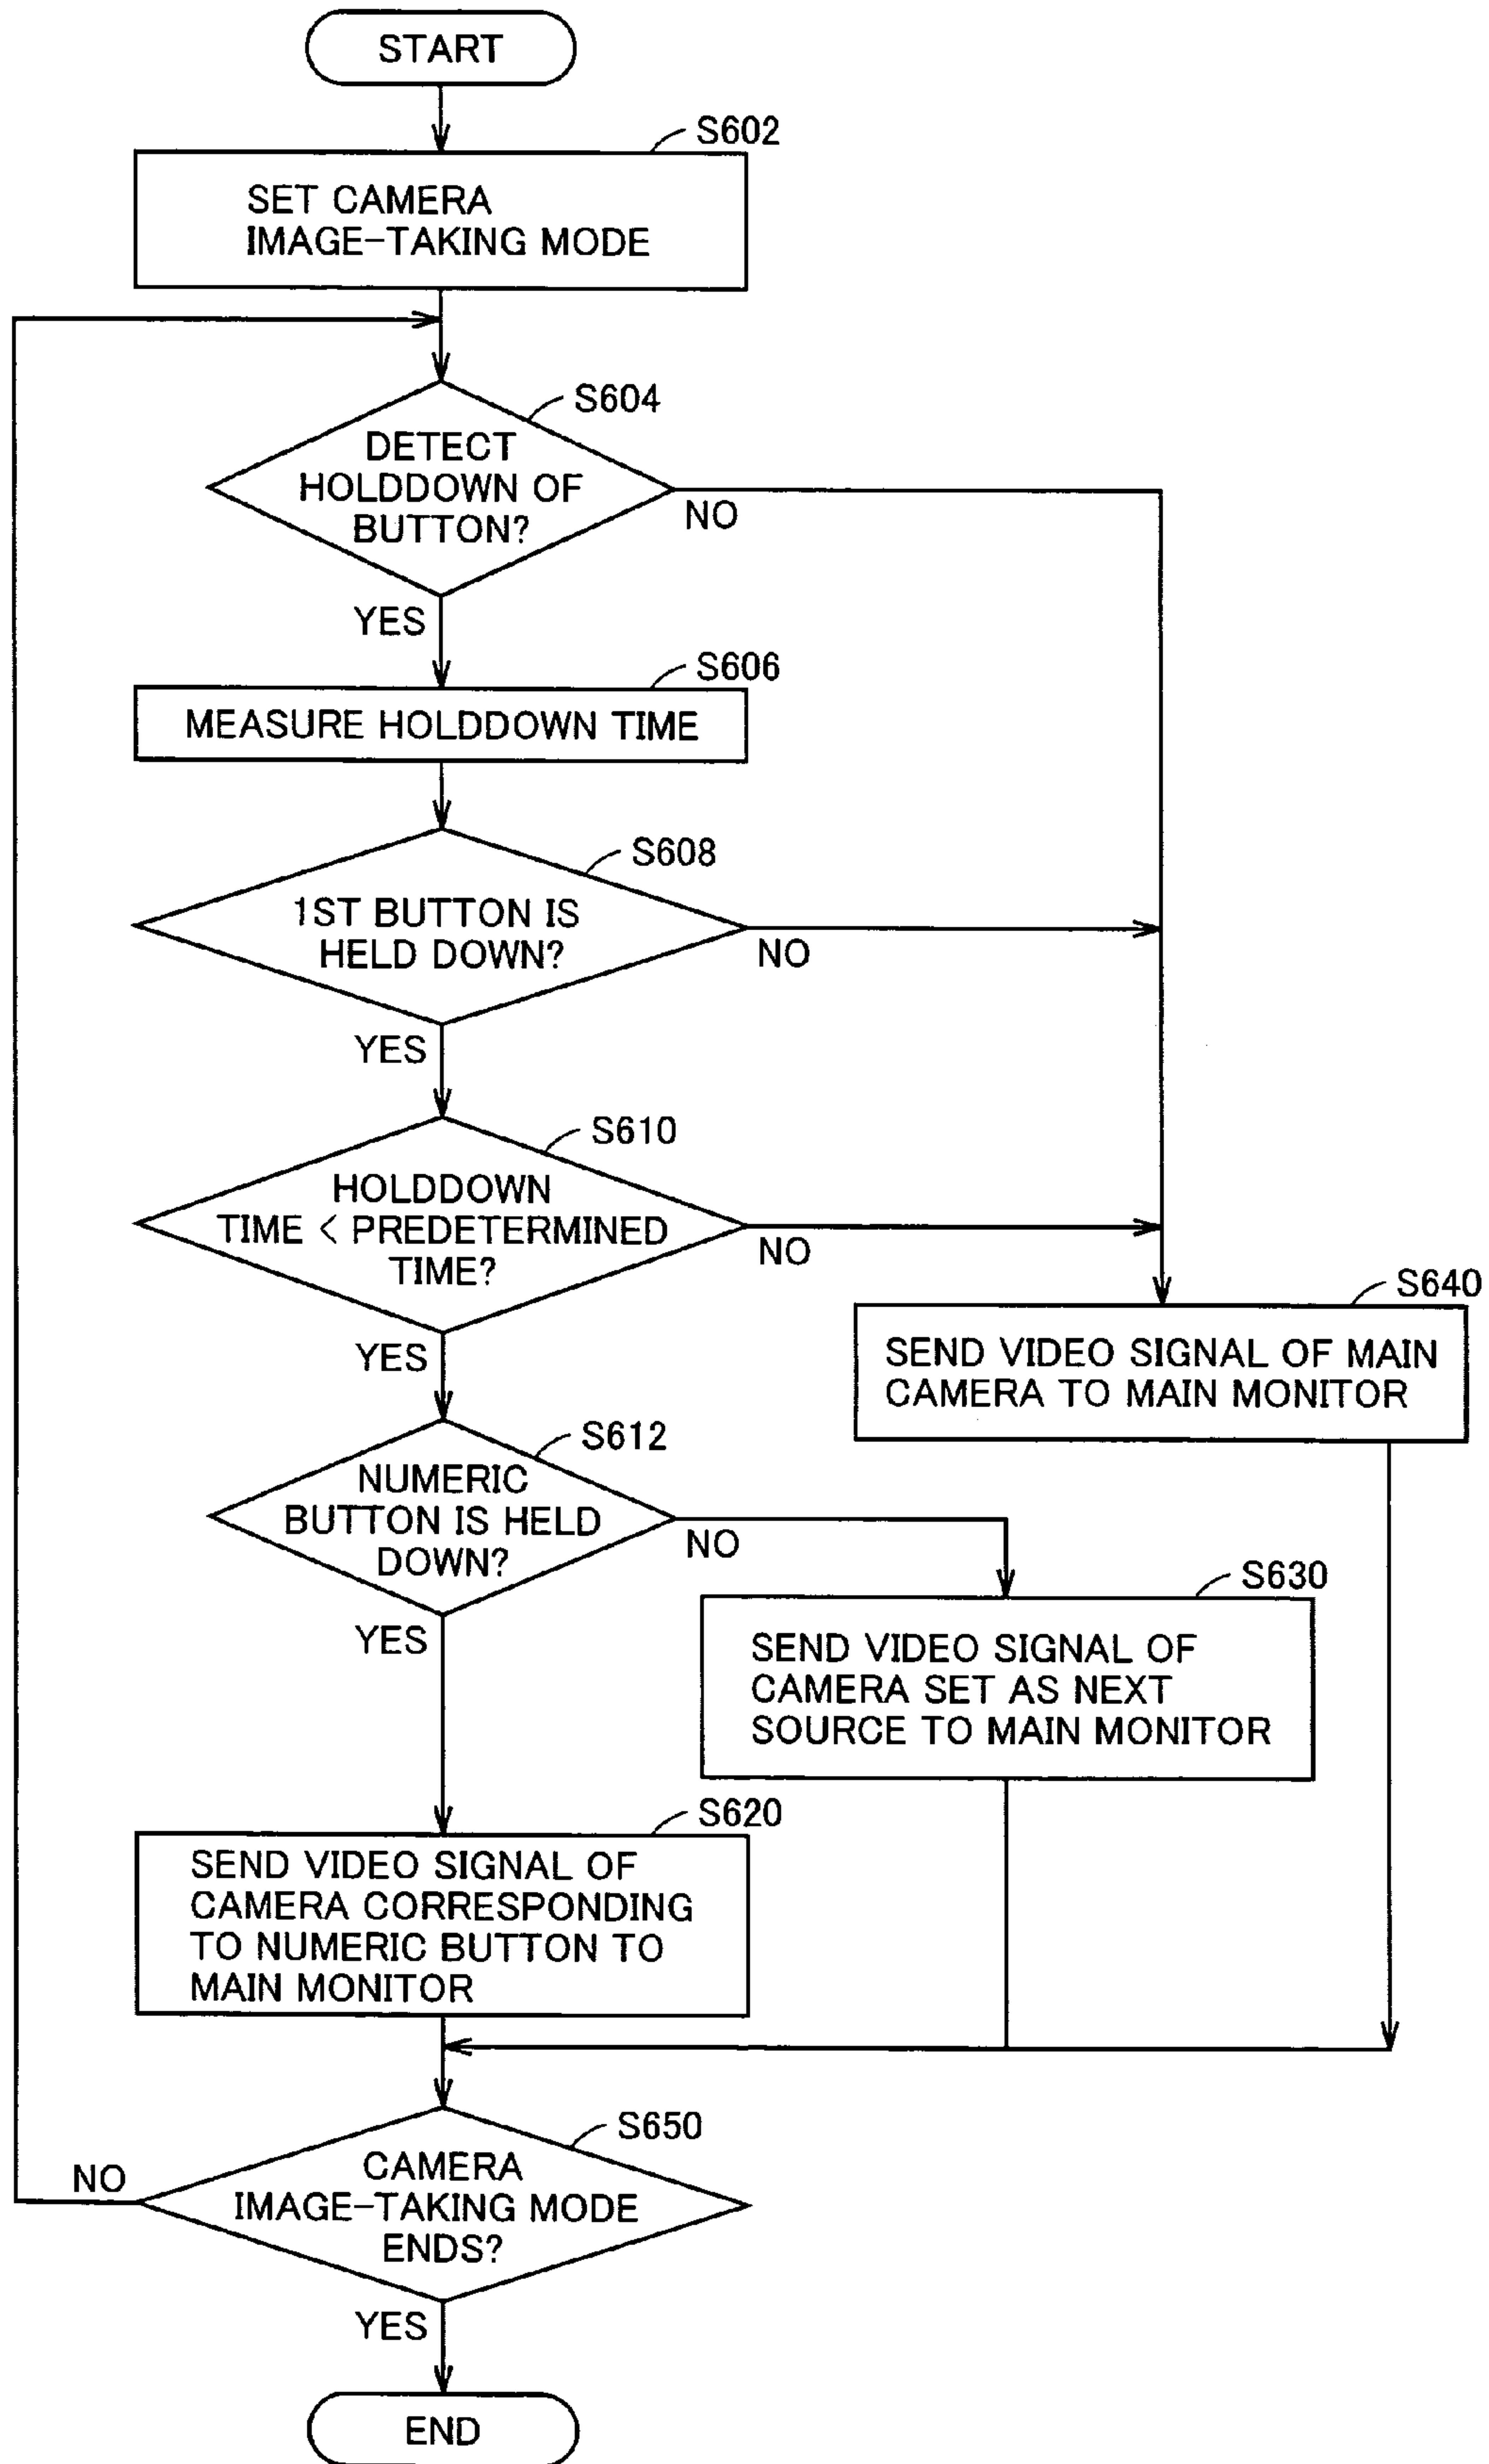 START
S602
SET CAMERA
IMAGE-TAKING MODE
S604
DETECT
HOLDDOWN OF
BUTTON?
NO
YES
S606
MEASURE HOLDDOWN TIME
S608
1ST BUTTON IS
HELD DOWN?
NO
YES
S610
HOLDDOWN
TIME < PREDETERMINED
TIME?
NO
YES
S640
SEND VIDEO SIGNAL OF MAIN
CAMERA TO MAIN MONITOR
S612
NUMERIC
BUTTON IS HELD
DOWN?
NO
YES
S630
SEND VIDEO SIGNAL OF
CAMERA SET AS NEXT
SOURCE TO MAIN MONITOR
S620
SEND VIDEO SIGNAL OF
CAMERA CORRESPONDING
TO NUMERIC BUTTON TO
MAIN MONITOR
S650
CAMERA
IMAGE-TAKING MODE
ENDS?
NO
YES
END